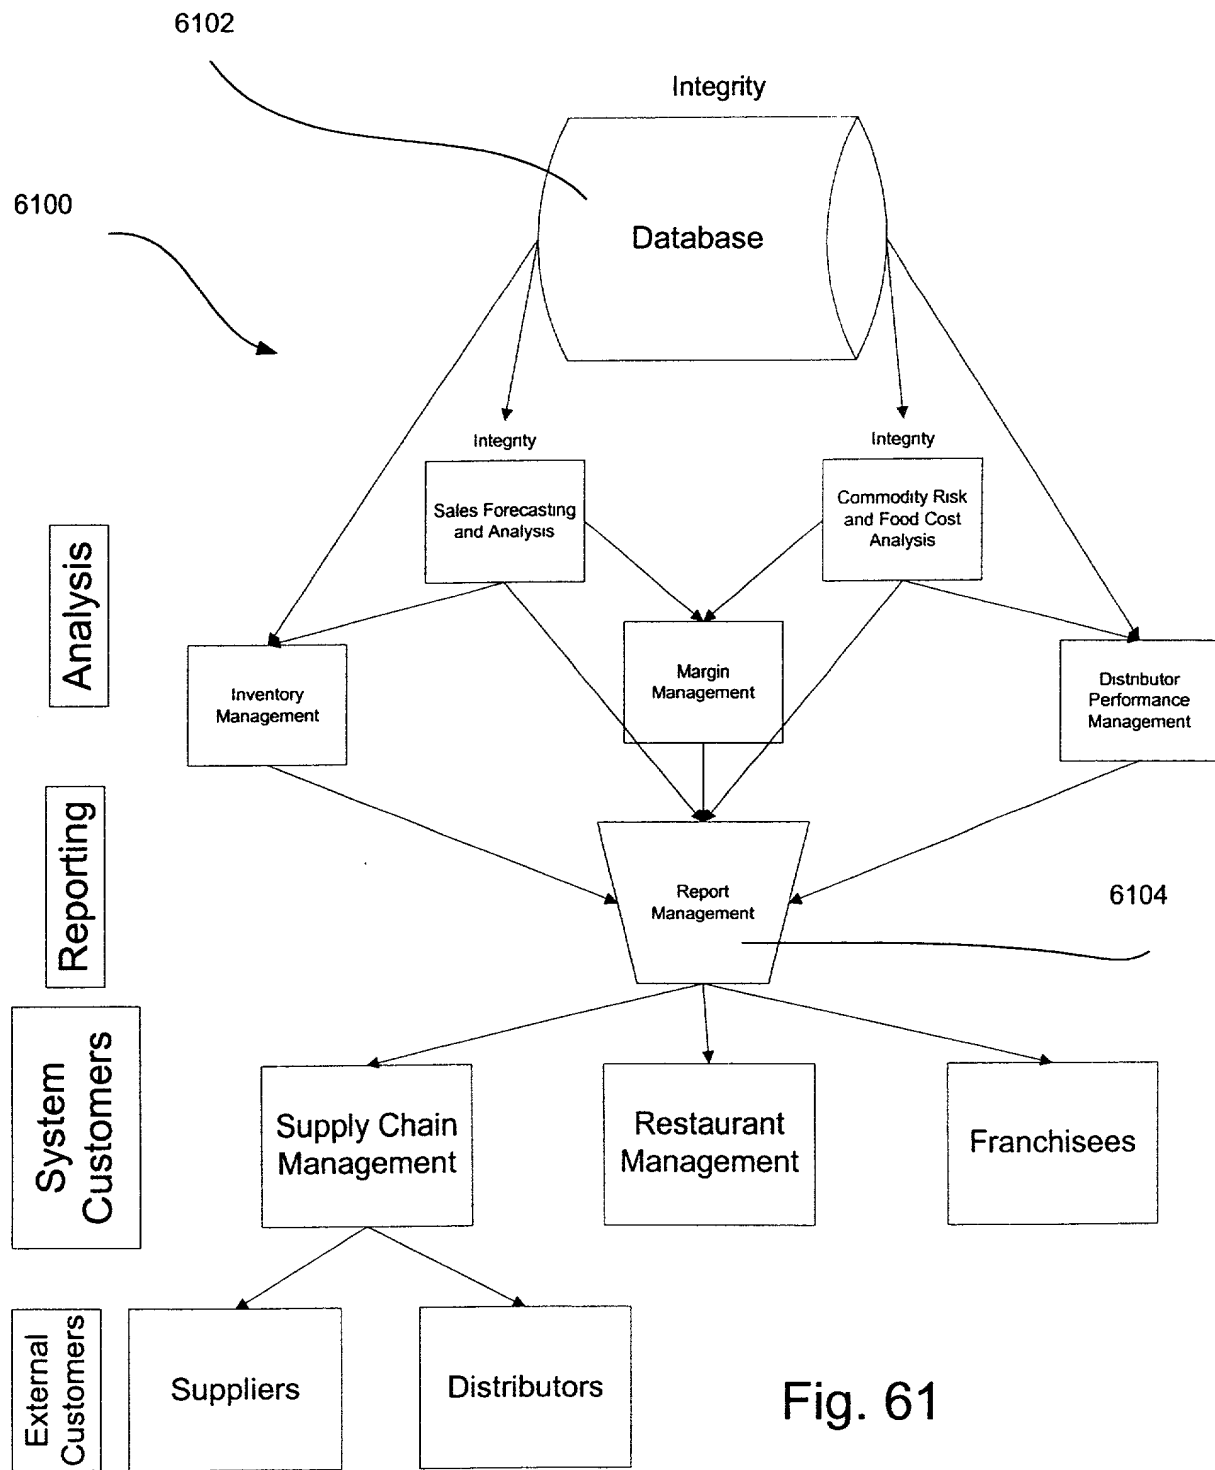 6102
Integrity
6100
Database
Integrity
Integrity
Sales Forecasting
and Analysis
Commodity Risk
and Food Cost
Analysis
Analysis
Inventory
Management
Margin
Management
Distributor
Performance
Management
Reporting
Report
Management
6104
System
Customers
Supply Chain
Management
Restaurant
Management
Franchisees
External
Customers
Suppliers
Distributors
Fig. 61